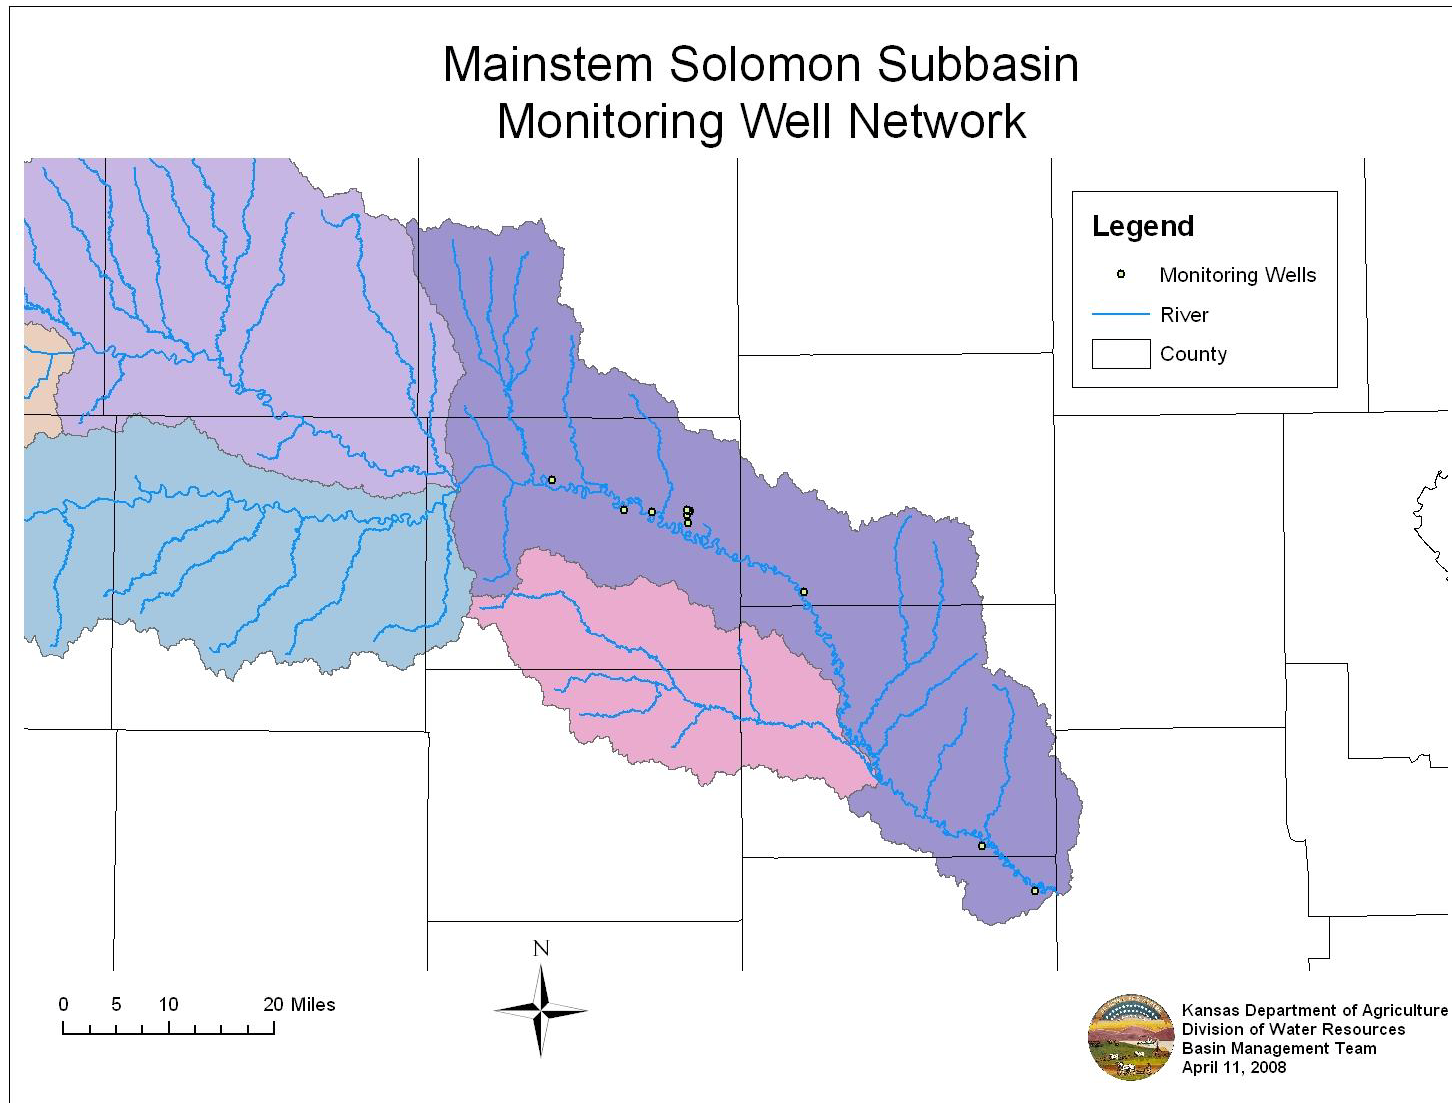 Mainstem Solomon Subbasin
Monitoring Well Network
Legend
Monitoring Wells
River
County
N
0 5 10 20 Miles
Kansas Department of Agriculture
Division of Water Resources
Basin Management Team
April 11, 2008